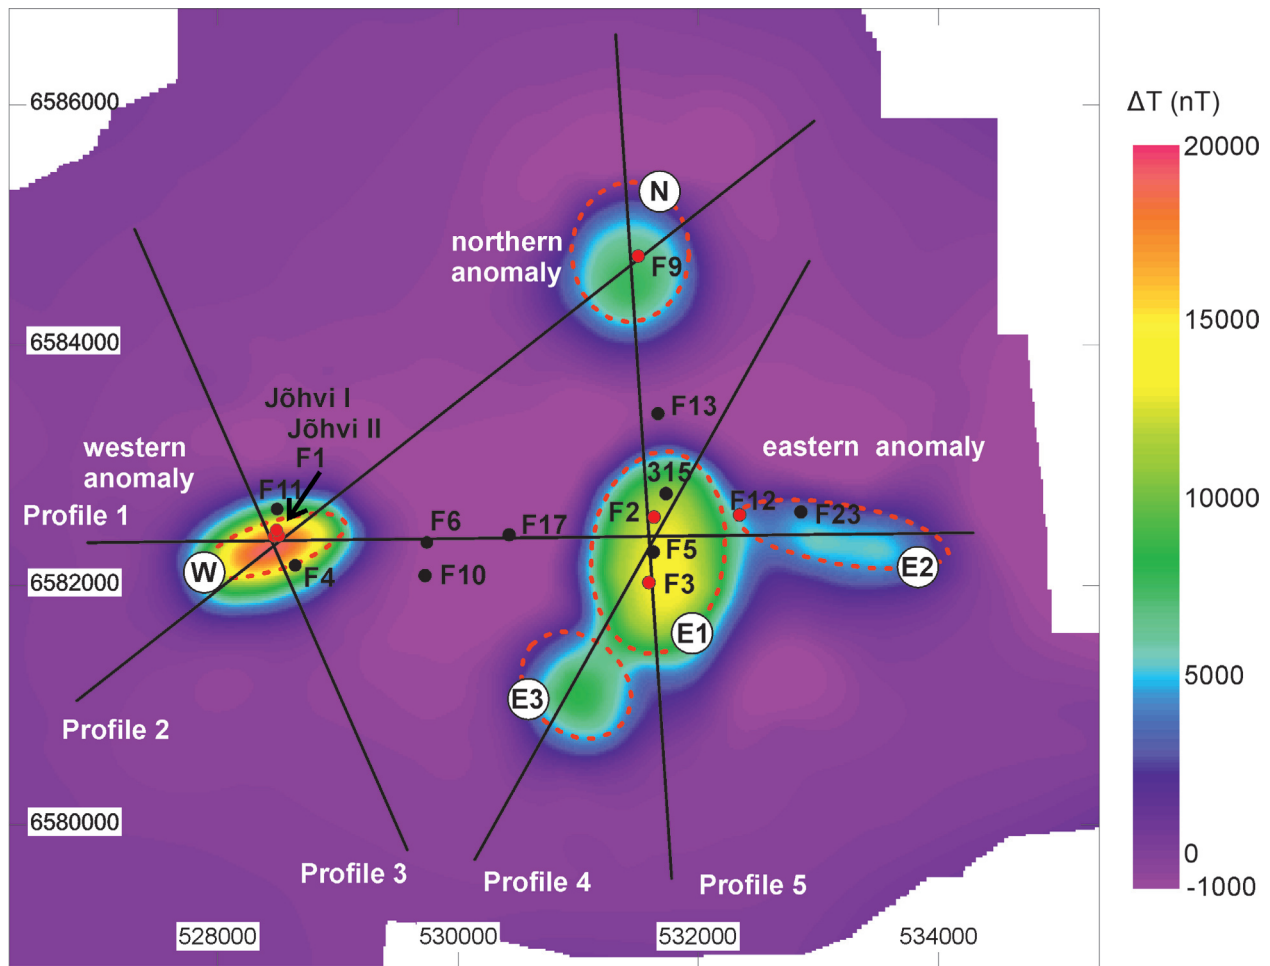 6586000
ΔT (nT)
20000
N
northern
anomaly
F9
15000
6584000
Jõhvi I
Jõhvi II
F1
F13
western
anomaly
eastern anomaly
315
F11
Profile 1
F6
F17
F2
F12
F23
10000
W
F4
F10
F5
F3
E2
6582000
E1
5000
E3
Profile 2
6580000
0
-1000
Profile 3
Profile 4
Profile 5
528000
530000
532000
534000